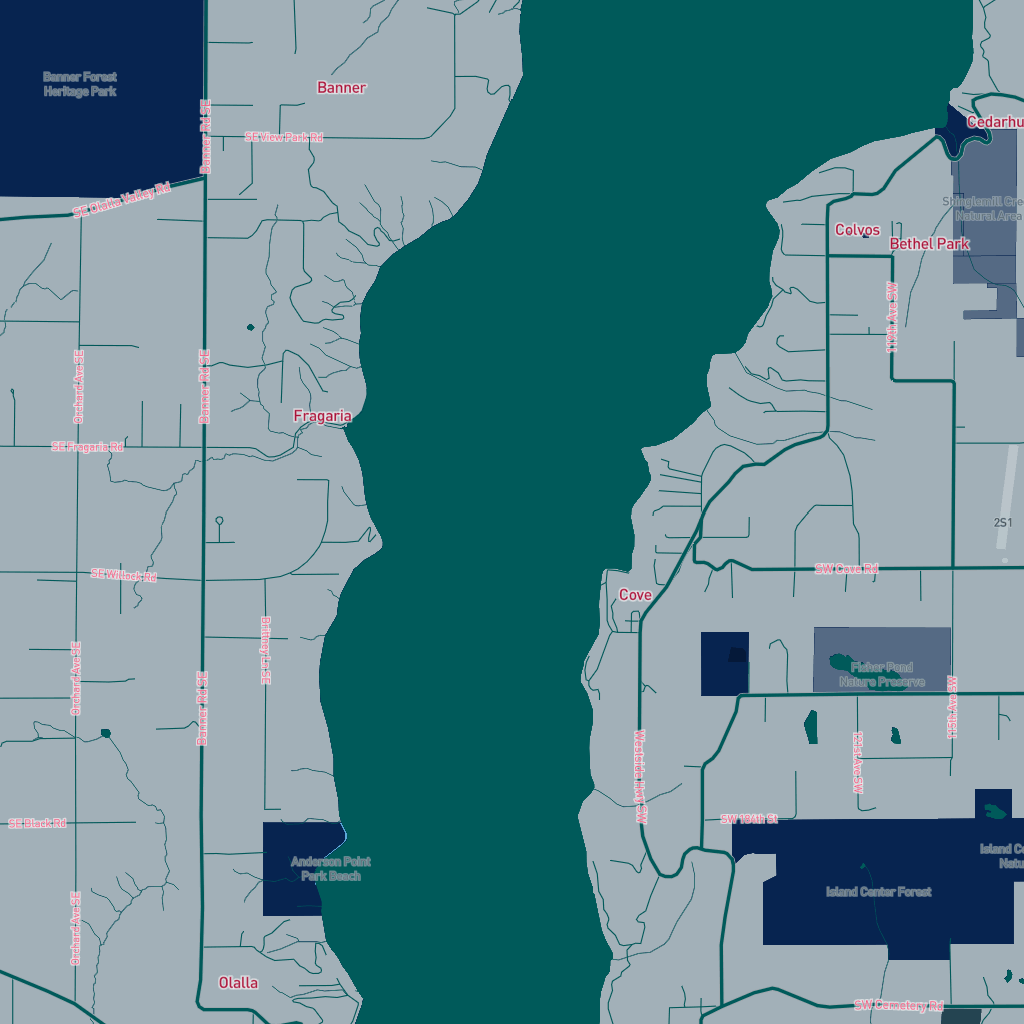 Banner Forest
Heritage Park
Banner
Banner Rd SE
SE View Park Rd
Cedarhu
SE Olalla Valley Rd
Shinglemill Cree
Natural Area
Colvos
Bethel Park
111th Ave SW
Orchard Ave SE
Banner Rd SE
Fragaria
SE Fragaria Rd
2S1
SE Willock Rd
SW Cove Rd
Cove
Brittney Ln SE
Orchard Ave SE
Banner Rd SE
Fisher Pond
Nature Preserve
115th Ave SW
Westside Hwy SW
121st Ave SW
SE Black Rd
SW 184th St
Anderson Point
Park Beach
Island Ce
Natu
Island Center Forest
Orchard Ave SE
Olalla
SW Cemetery Rd